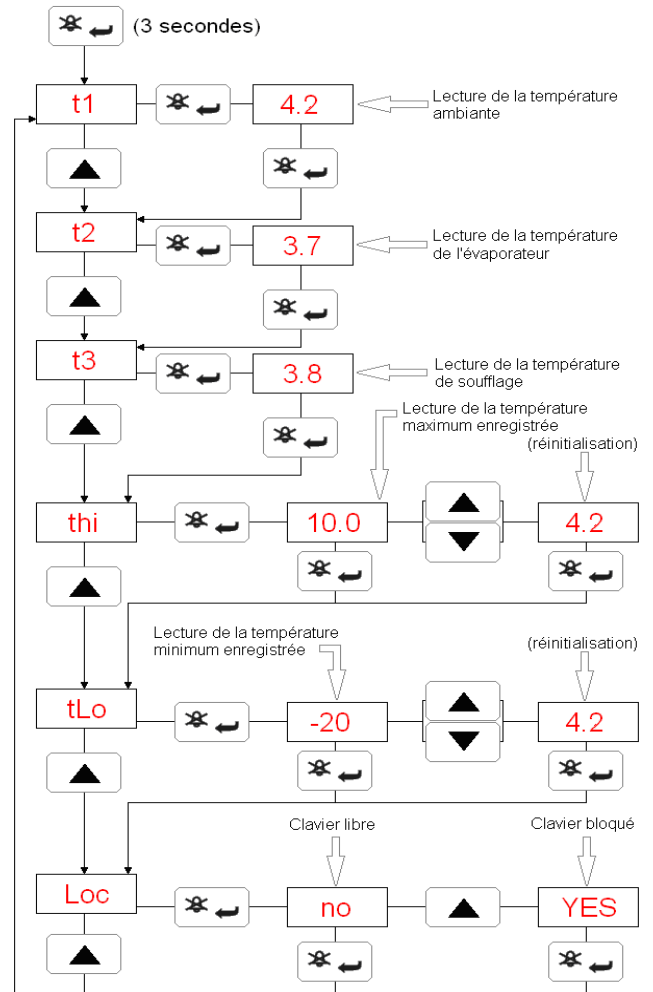 (3 secondes)
t1
4.2
Lecture de la température
ambiante
t2
3.7
Lecture de la température
de l'évaporateur
t3
3.8
Lecture de la température
de soufflage
Lecture de la température
maximum enregistrée
(réinitialisation)
thi
10.0
4.2
Lecture de la température
minimum enregistrée
(réinitialisation)
tLo
-20
4.2
Clavier libre
Clavier bloqué
Loc
no
YES